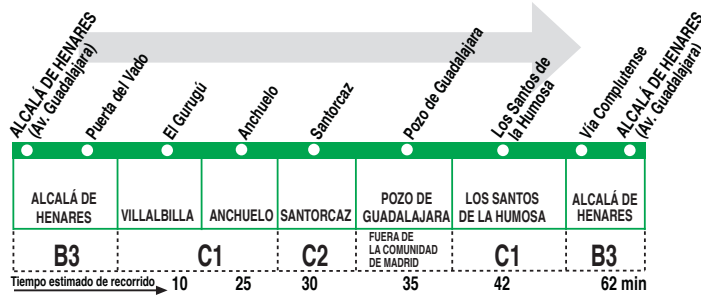 ALCALÁ DE HENARES
(Av. Guadalajara)
Puerta del Vado
El Gurugú
Anchuelo
Santorcaz
Pozo de Guadalajara
Los Santos de
la Humosa
Vía Complutense
ALCALÁ DE HENARES
(Av. Guadalajara)
ALCALÁ DE
HENARES
VILLALBILLA
ANCHUELO
SANTORCAZ
POZO DE
GUADALAJARA
LOS SANTOS
DE LA HUMOSA
ALCALÁ DE
HENARES
B3
C1
C2
FUERA DE
LA COMUNIDAD
DE MADRID
C1
B3
Tiempo estimado de recorrido 10 25 30 35 42 62 min